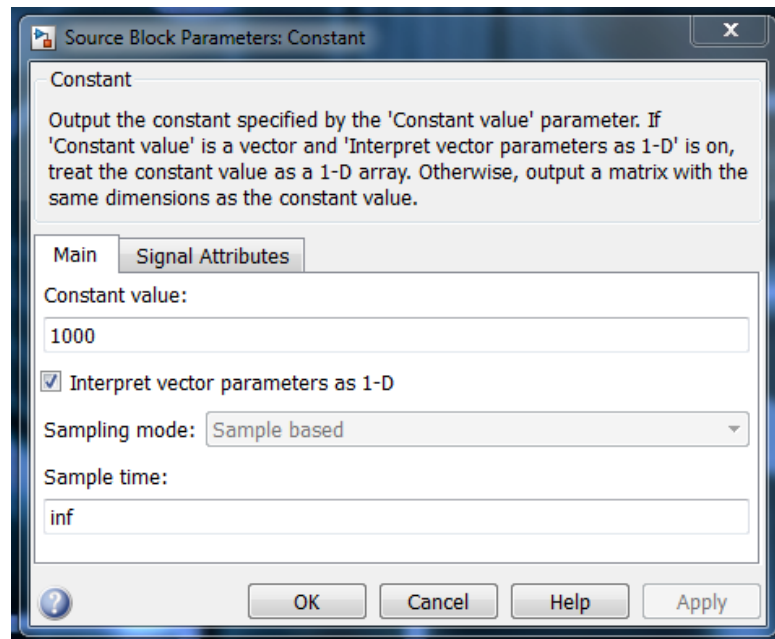 Source Block Parameters: Constant
x
Constant
Output the constant specified by the 'Constant value' parameter. If
'Constant value' is a vector and 'Interpret vector parameters as 1-D' is on,
treat the constant value as a 1-D array. Otherwise, output a matrix with the
same dimensions as the constant value.
Main Signal Attributes
Constant value:
1000
Interpret vector parameters as 1-D
Sampling mode: Sample based
Sample time:
inf
? OK Cancel Help Apply